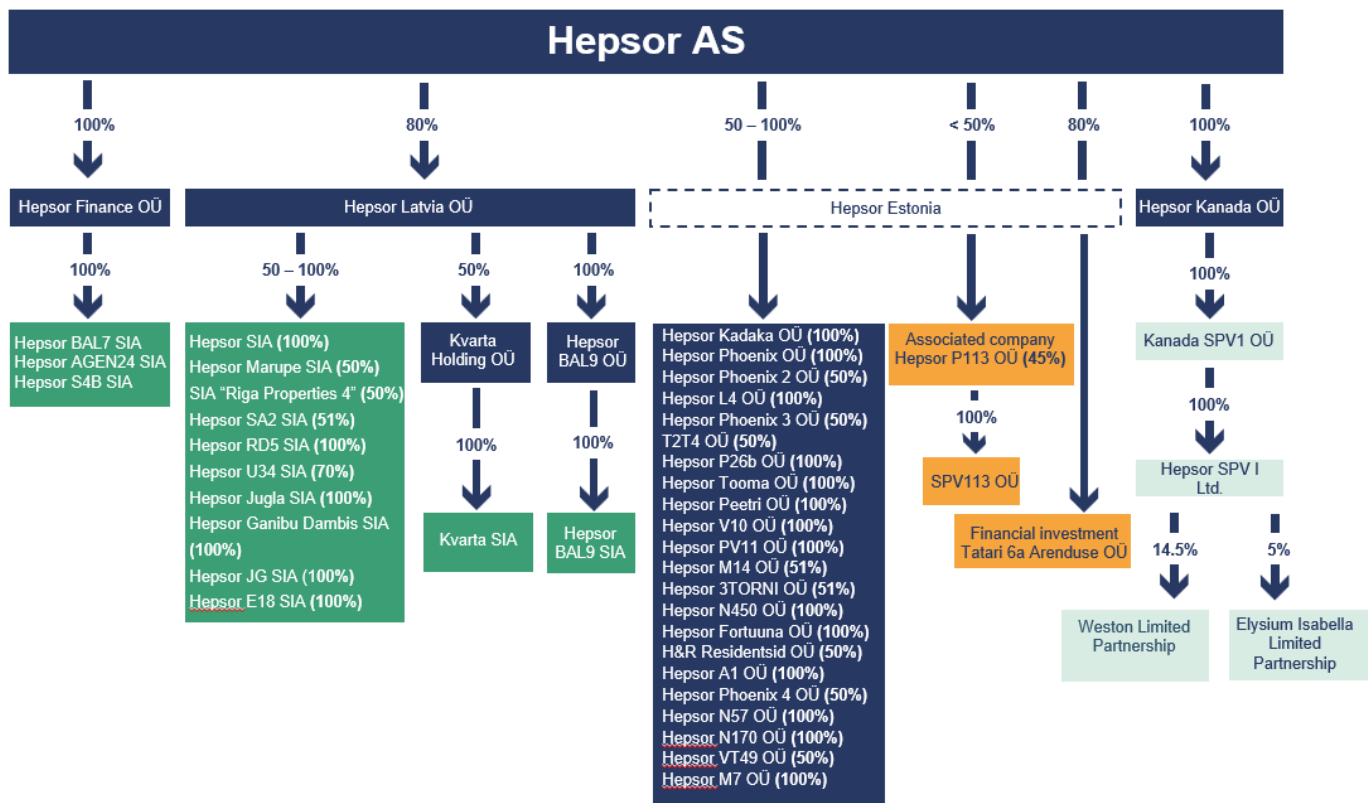 Hepsor AS
100%
80%
50 – 100%
< 50%
80%
100%
Hepsor Finance OÜ
Hepsor Latvia OÜ
Hepsor Estonia
Hepsor Kanada OÜ
100%
50 – 100%
50%
100%
100%
Hepsor BAL7 SIA
Hepsor AGEN24 SIA
Hepsor S4B SIA
Hepsor SIA (100%)
Hepsor Marupe SIA (50%)
SIA “Riga Properties 4” (50%)
Hepsor SA2 SIA (51%)
Hepsor RD5 SIA (100%)
Hepsor U34 SIA (70%)
Hepsor Jugla SIA (100%)
Hepsor Ganibu Dambis SIA
(100%)
Hepsor JG SIA (100%)
Hepsor E18 SIA (100%)
Kvarta
Holding OÜ
100%
Kvarta SIA
Hepsor
BAL9 OÜ
100%
Hepsor
BAL9 SIA
Hepsor Kadaka OÜ (100%)
Hepsor Phoenix OÜ (100%)
Hepsor Phoenix 2 OÜ (50%)
Hepsor L4 OÜ (100%)
Hepsor Phoenix 3 OÜ (50%)
T2T4 OÜ (50%)
Hepsor P26b OÜ (100%)
Hepsor Tooma OÜ (100%)
Hepsor Peetri OÜ (100%)
Hepsor V10 OÜ (100%)
Hepsor PV11 OÜ (100%)
Hepsor M14 OÜ (51%)
Hepsor 3TORNI OÜ (51%)
Hepsor N450 OÜ (100%)
Hepsor Fortuuna OÜ (100%)
H&R Residentsid OÜ (50%)
Hepsor A1 OÜ (100%)
Hepsor Phoenix 4 OÜ (50%)
Hepsor N57 OÜ (100%)
Hepsor N170 OÜ (100%)
Hepsor VT49 OÜ (50%)
Hepsor M7 OÜ (100%)
Associated company
Hepsor P113 OÜ (45%)
100%
SPV113 OÜ
Financial investment
Tatari 6a Arenduse OÜ
Kanada SPV1 OÜ
100%
Hepsor SPV I
Ltd.
14.5%
5%
Weston Limited
Partnership
Elysium Isabella
Limited
Partnership